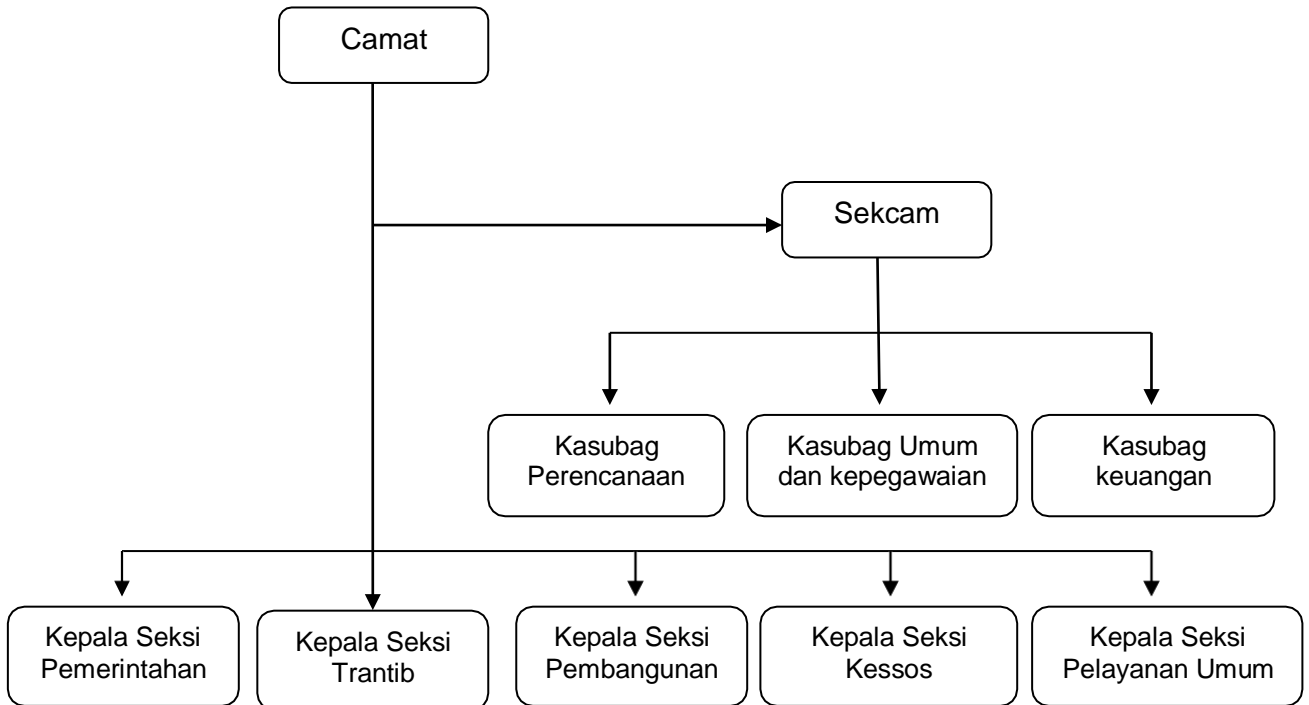 Camat
Sekcam
Kasubag
Perencanaan
Kasubag Umum
dan kepegawaian
Kasubag
keuangan
Kepala Seksi
Pemerintahan
Kepala Seksi
Trantib
Kepala Seksi
Pembangunan
Kepala Seksi
Kessos
Kepala Seksi
Pelayanan Umum